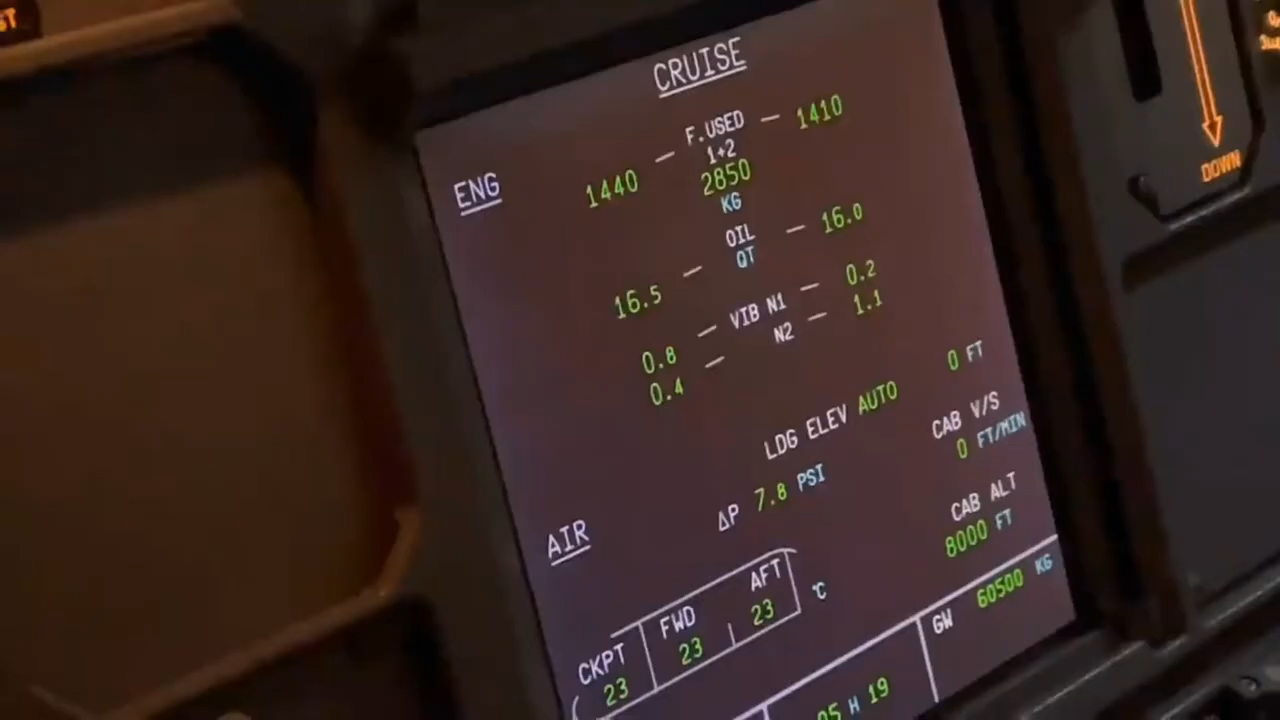 CRUISE
ENG
F.USED
1+2
1440 — 2850 — 1410
KG
OIL
QT
16.5 — — 16.0
0.8 — VIB N1 — 0.2
0.4 — N2 — 1.1
LDG ELEV AUTO 0 FT
CAB V/S
0 FT/MIN
ΔP 7.8 PSI
AIR
CAB ALT
8000 FT
CKPT FWD AFT
23 23 23 °C
GW 60500 KG
05 H 19
DOWN